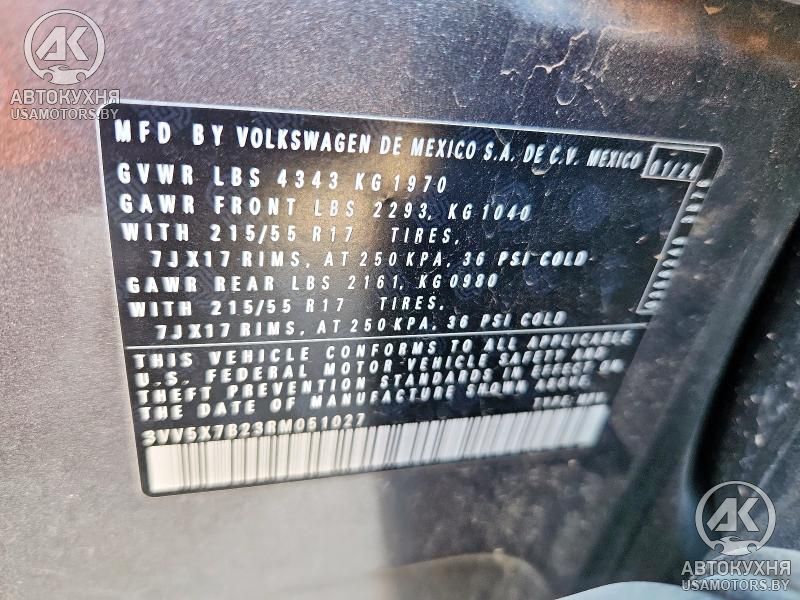 AK
АВТОКУХНЯ
USAMOTORS.BY
MFD BY VOLKSWAGEN DE MEXICO S.A. DE C.V. MEXICO 01/24
GVWR LBS 4343 KG 1970
GAWR FRONT LBS 2293, KG 1040
WITH 215/55 R17 TIRES,
7JX17 RIMS, AT 250 KPA, 36 PSI COLD
GAWR REAR LBS 2161, KG 0980
WITH 215/55 R17 TIRES,
7JX17 RIMS, AT 250 KPA, 36 PSI COLD
THIS VEHICLE CONFORMS TO ALL APPLICABLE
U.S. FEDERAL MOTOR VEHICLE SAFETY AND
THEFT PREVENTION STANDARDS IN EFFECT ON
THE DATE OF MANUFACTURE SHOWN ABOVE.
3VV5X7B23RM051027
AK
АВТОКУХНЯ
USAMOTORS.BY